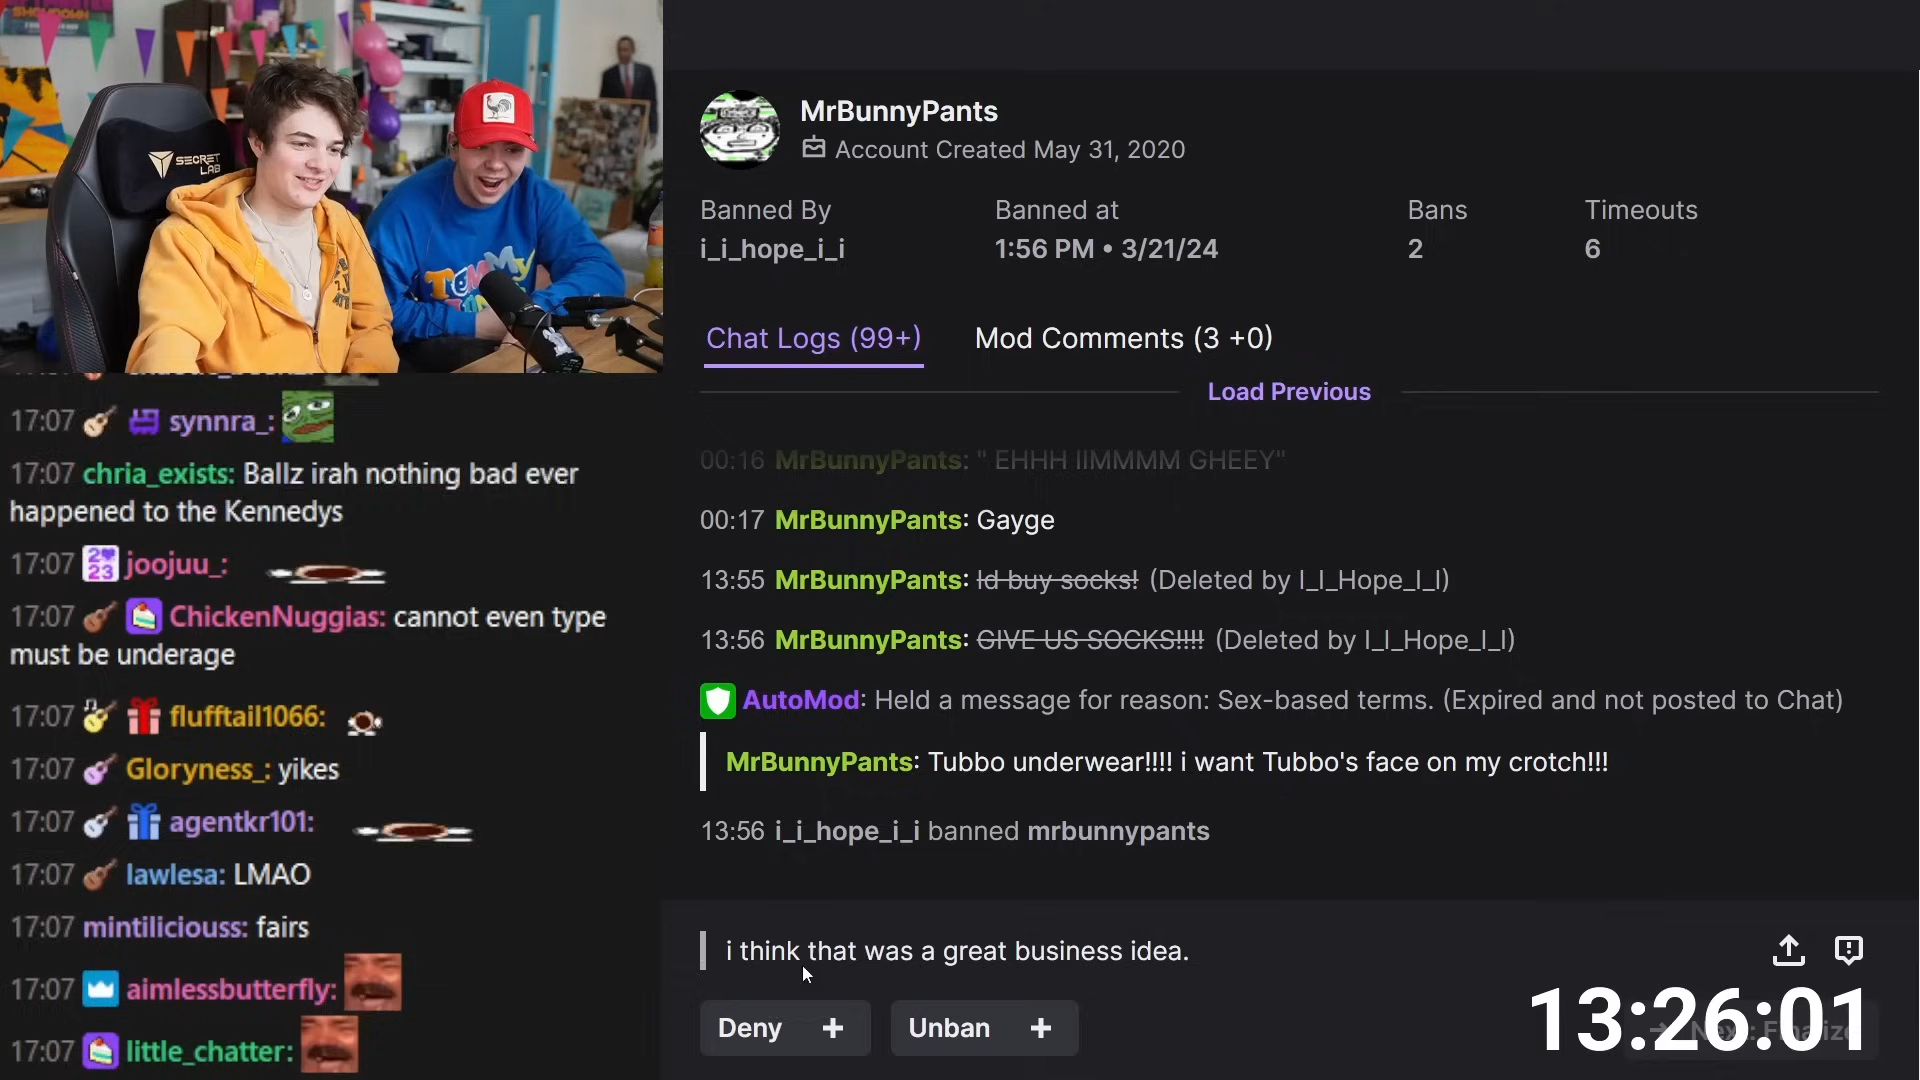 SECRET
LAB
TOMMY
17:07 synnra_:
17:07 chria_exists: Ballz irah nothing bad ever
happened to the Kennedys
17:07 2 23 joojuu_:
17:07 ChickenNuggias: cannot even type
must be underage
17:07 flufftail1066:
17:07 Gloryness_: yikes
17:07 agentkr101:
17:07 lawlesa: LMAO
17:07 mintiliciouss: fairs
17:07 aimlessbutterfly:
17:07 little_chatter:
MrBunnyPants
Account Created May 31, 2020
Banned By Banned at Bans Timeouts
i_i_hope_i_i 1:56 PM • 3/21/24 2 6
Chat Logs (99+) Mod Comments (3 +0)
Load Previous
00:16 MrBunnyPants: " EHHH IIMMMM GHEEY"
00:17 MrBunnyPants: Gayge
13:55 MrBunnyPants: Id buy socks! (Deleted by I_I_Hope_I_I)
13:56 MrBunnyPants: GIVE US SOCKS!!!! (Deleted by I_I_Hope_I_I)
AutoMod: Held a message for reason: Sex-based terms. (Expired and not posted to Chat)
MrBunnyPants: Tubbo underwear!!!! i want Tubbo's face on my crotch!!!
13:56 i_i_hope_i_i banned mrbunnypants
i think that was a great business idea.
Deny + Unban +
13:26:01